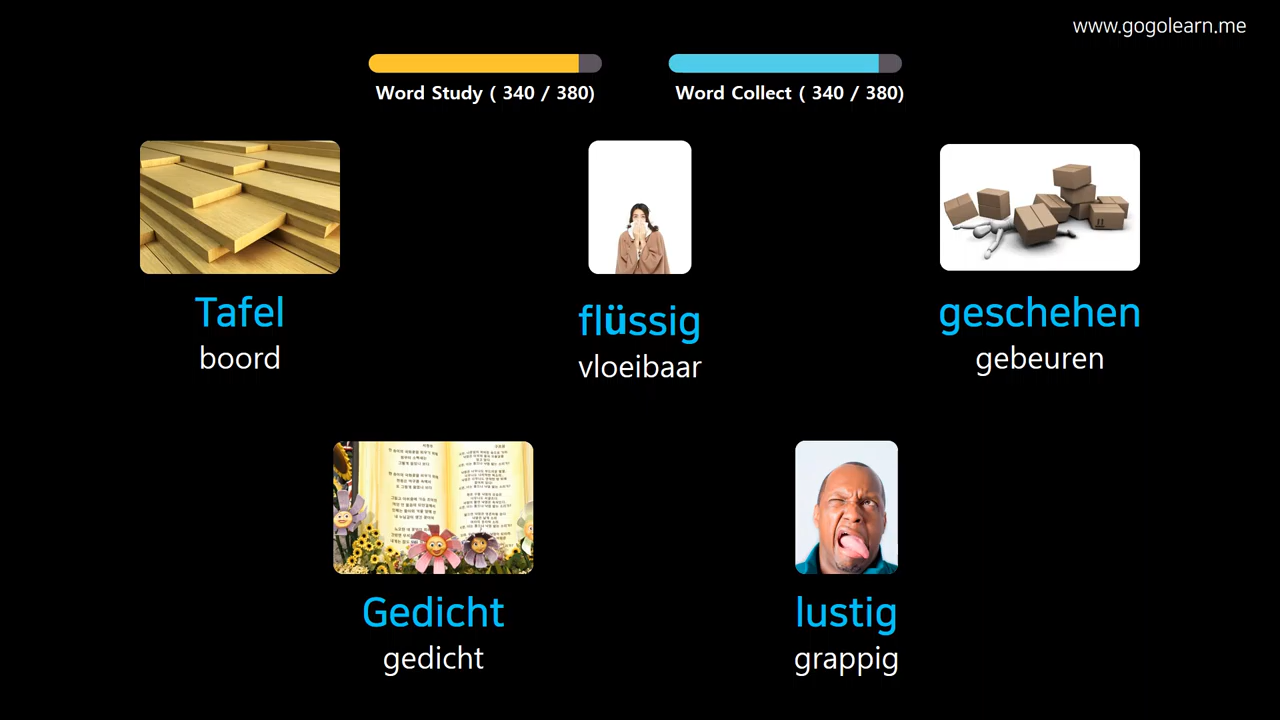 www.gogolearn.me
Word Study ( 340 / 380)
Word Collect ( 340 / 380)
Tafel
boord
flüssig
vloeibaar
geschehen
gebeuren
Gedicht
gedicht
lustig
grappig